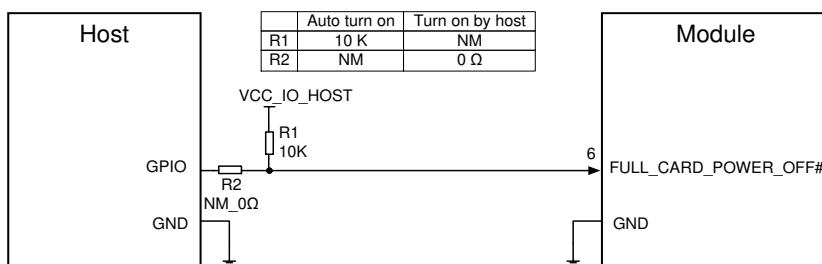 Host
Auto turn on Turn on by host
R1 10 K NM
R2 NM 0 Ω
Module
VCC_IO_HOST
R1
10K
GPIO
R2
NM_0Ω
6
FULL_CARD_POWER_OFF#
GND
GND